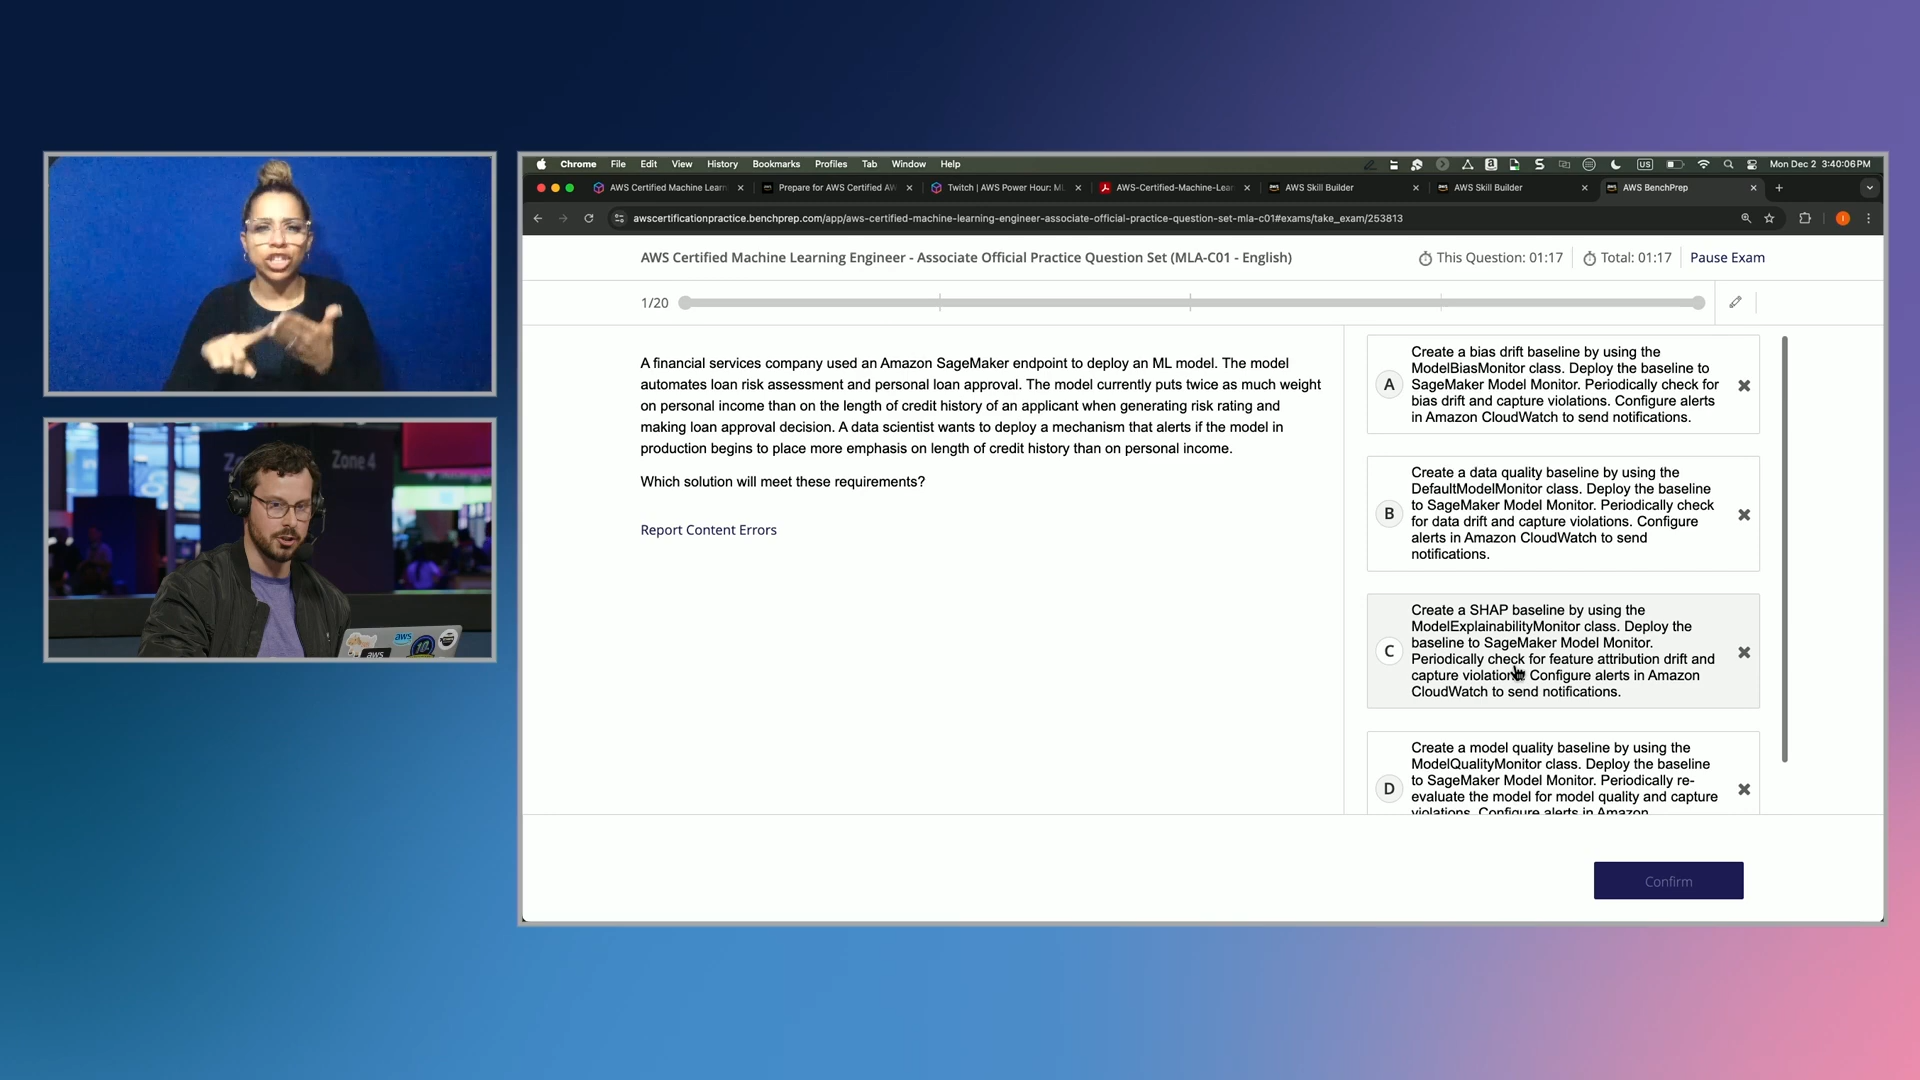 Chrome File Edit View History Bookmarks Profiles Tab Window Help
US Mon Dec 2 3:40:06 PM
AWS Certified Machine Learn
Prepare for AWS Certified AW
Twitch | AWS Power Hour: M
AWS-Certified-Machine-Lear
AWS Skill Builder
AWS Skill Builder
AWS BenchPrep
awscertificationpractice.benchprep.com/app/aws-certified-machine-learning-engineer-associate-official-practice-question-set-mla-c01#exams/take_exam/253813
AWS Certified Machine Learning Engineer - Associate Official Practice Question Set (MLA-C01 - English)
This Question: 01:17
Total: 01:17
Pause Exam
1/20
A financial services company used an Amazon SageMaker endpoint to deploy an ML model. The model
automates loan risk assessment and personal loan approval. The model currently puts twice as much weight
on personal income than on the length of credit history of an applicant when generating risk rating and
making loan approval decision. A data scientist wants to deploy a mechanism that alerts if the model in
production begins to place more emphasis on length of credit history than on personal income.
Which solution will meet these requirements?
Report Content Errors
A
Create a bias drift baseline by using the
ModelBiasMonitor class. Deploy the baseline to
SageMaker Model Monitor. Periodically check for
bias drift and capture violations. Configure alerts
in Amazon CloudWatch to send notifications.
B
Create a data quality baseline by using the
DefaultModelMonitor class. Deploy the baseline
to SageMaker Model Monitor. Periodically check
for data drift and capture violations. Configure
alerts in Amazon CloudWatch to send
notifications.
C
Create a SHAP baseline by using the
ModelExplainabilityMonitor class. Deploy the
baseline to SageMaker Model Monitor.
Periodically check for feature attribution drift and
capture violation Configure alerts in Amazon
CloudWatch to send notifications.
D
Create a model quality baseline by using the
ModelQualityMonitor class. Deploy the baseline
to SageMaker Model Monitor. Periodically re-
evaluate the model for model quality and capture
violations. Configure alerts in Amazon
Confirm
Zone 4
aws
aws